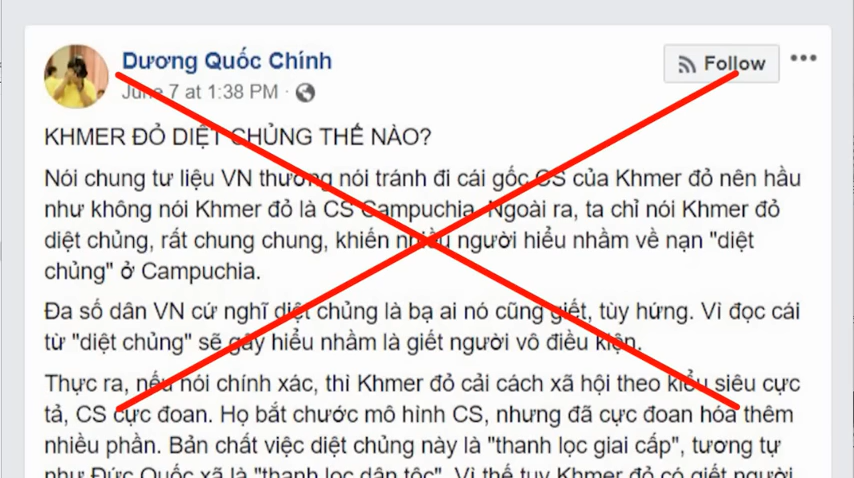 Dương Quốc Chính
June 7 at 1:38 PM ·
Follow
KHMER ĐỎ DIỆT CHỦNG THẾ NÀO?
Nói chung tư liệu VN thường nói tránh đi cái gốc CS của Khmer đỏ nên hầu
như không nói Khmer đỏ là CS Campuchia. Ngoài ra, ta chỉ nói Khmer đỏ
diệt chủng, rất chung chung, khiến nhiều người hiểu nhầm về nạn "diệt
chủng" ở Campuchia.
Đa số dân VN cứ nghĩ diệt chủng là bạ ai nó cũng giết, tùy hứng. Vì đọc cái
từ "diệt chủng" sẽ gây hiểu nhầm là giết người vô điều kiện.
Thực ra, nếu nói chính xác, thì Khmer đỏ cải cách xã hội theo kiểu siêu cực
tả, CS cực đoan. Họ bắt chước mô hình CS, nhưng đã cực đoan hóa thêm
nhiều phần. Bản chất việc diệt chủng này là "thanh lọc giai cấp", tương tự
như Đức Quốc xã là "thanh lọc dân tộc". Vì thế tuy Khmer đỏ có giết người